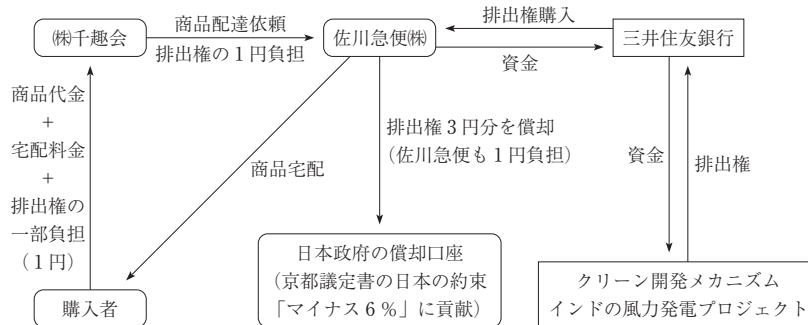 商品配達依頼
排出権購入
㈱千趣会
佐川急便㈱
三井住友銀行
排出権の1円負担
資金
商品代金
+
宅配料金
+
排出権の
一部負担
(1円)
商品宅配
排出権3円分を償却
(佐川急便も1円負担)
資金
排出権
日本政府の償却口座
(京都議定書の日本の約束
「マイナス6%」に貢献)
クリーン開発メカニズム
インドの風力発電プロジェクト
購入者